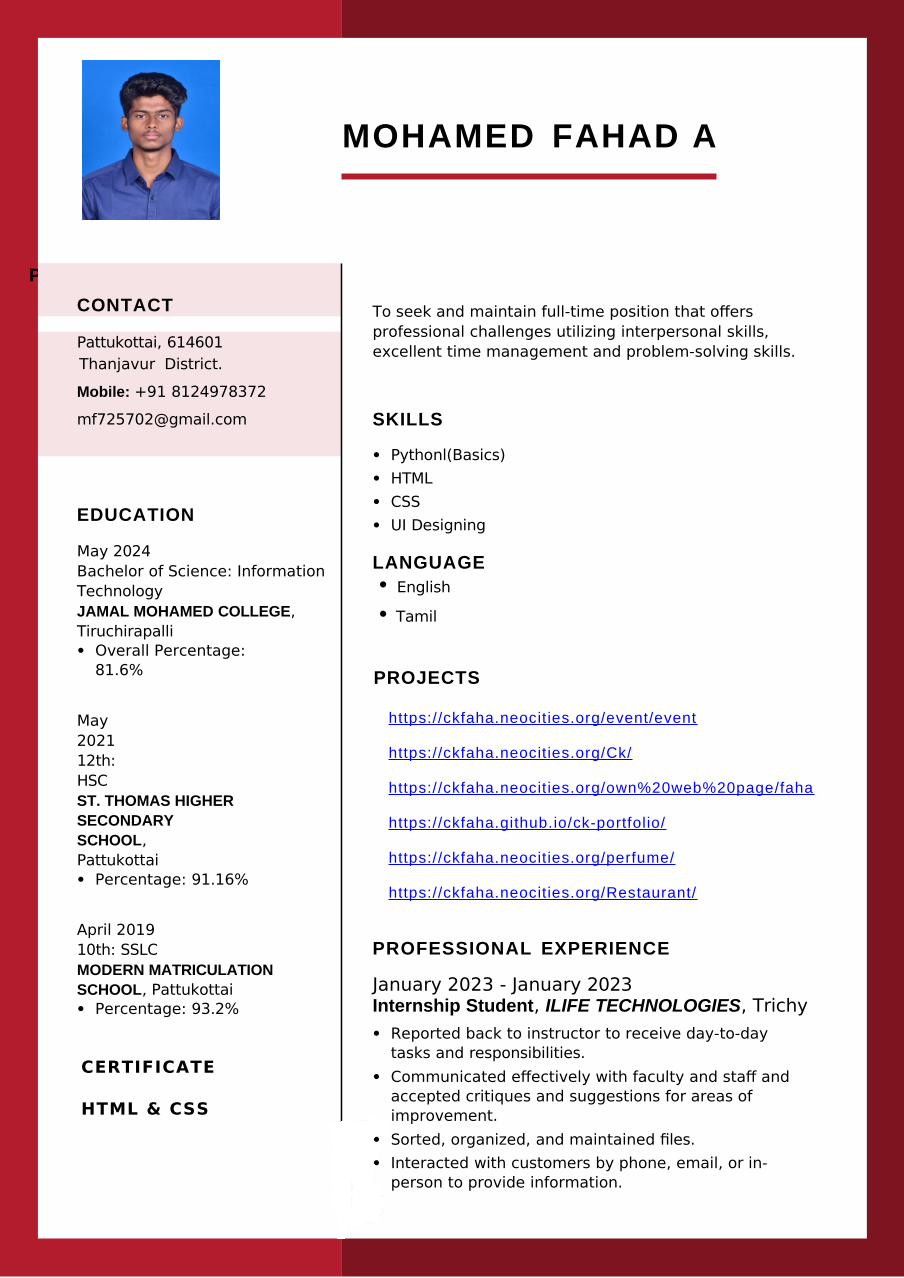 MOHAMED FAHAD A
P
CONTACT
Pattukottai, 614601
Thanjavur District.
Mobile: +91 8124978372
mf725702@gmail.com
EDUCATION
May 2024
Bachelor of Science: Information
Technology
JAMAL MOHAMED COLLEGE,
Tiruchirapalli
• Overall Percentage:
81.6%
May
2021
12th:
HSC
ST. THOMAS HIGHER
SECONDARY
SCHOOL,
Pattukottai
• Percentage: 91.16%
April 2019
10th: SSLC
MODERN MATRICULATION
SCHOOL, Pattukottai
• Percentage: 93.2%
CERTIFICATE
HTML & CSS
To seek and maintain full-time position that offers
professional challenges utilizing interpersonal skills,
excellent time management and problem-solving skills.
SKILLS
• Pythonl(Basics)
• HTML
• CSS
• UI Designing
LANGUAGE
• English
• Tamil
PROJECTS
https://ckfaha.neocities.org/event/event
https://ckfaha.neocities.org/Ck/
https://ckfaha.neocities.org/own%20web%20page/faha
https://ckfaha.github.io/ck-portfolio/
https://ckfaha.neocities.org/perfume/
https://ckfaha.neocities.org/Restaurant/
PROFESSIONAL EXPERIENCE
January 2023 - January 2023
Internship Student, ILIFE TECHNOLOGIES, Trichy
• Reported back to instructor to receive day-to-day
tasks and responsibilities.
• Communicated effectively with faculty and staff and
accepted critiques and suggestions for areas of
improvement.
• Sorted, organized, and maintained files.
• Interacted with customers by phone, email, or in-
person to provide information.